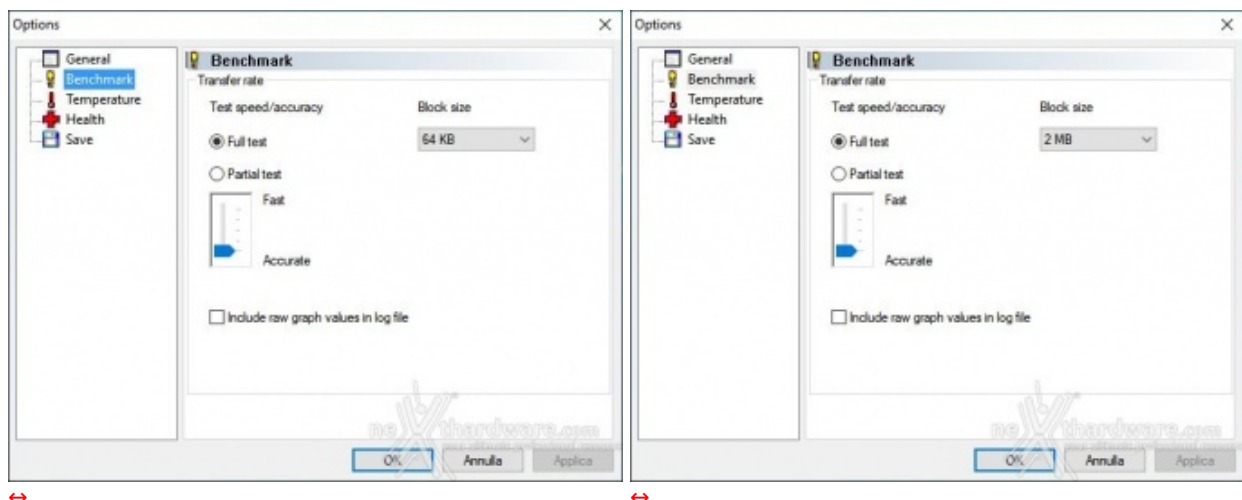 Options
General
Benchmark
Temperature
Health
Save
Benchmark
Transfer rate
Test speed/accuracy
Block size
Full test
64 KB
Partial test
Fast
Accurate
Include raw graph values in log file
OK
Annulla
Applica
Options
General
Benchmark
Temperature
Health
Save
Benchmark
Transfer rate
Test speed/accuracy
Block size
Full test
2 MB
Partial test
Fast
Accurate
Include raw graph values in log file
OK
Annulla
Applica